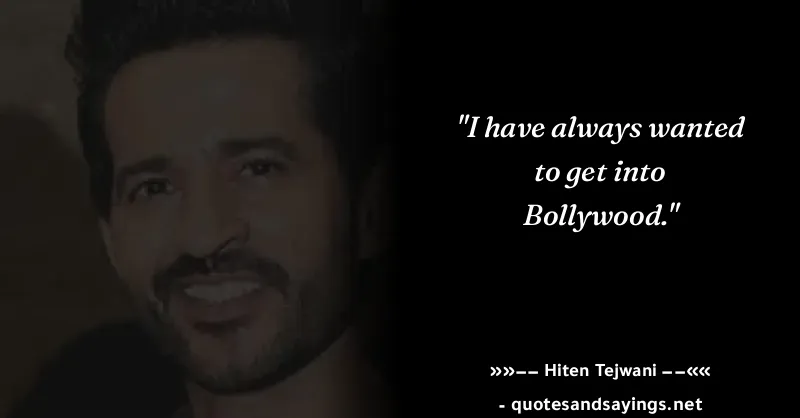 "I have always wanted
to get into
Bollywood."
»»–– Hiten Tejwani ––««
- quotesandsayings.net